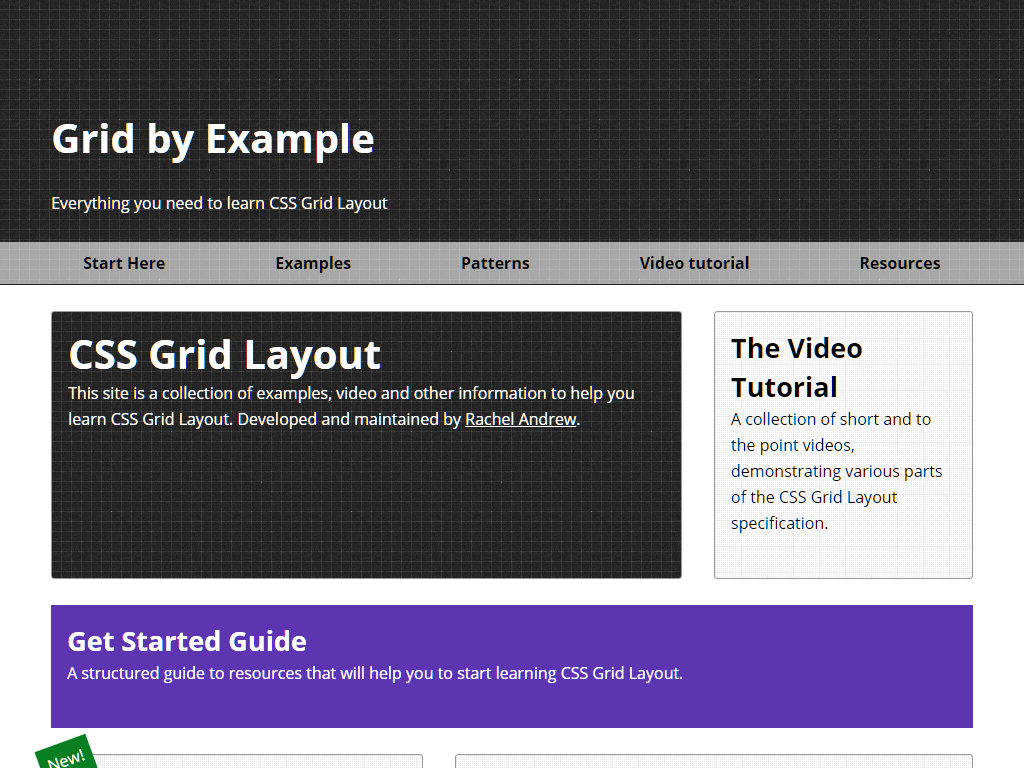 Grid by Example
Everything you need to learn CSS Grid Layout
Start Here
Examples
Patterns
Video tutorial
Resources
CSS Grid Layout
This site is a collection of examples, video and other information to help you
learn CSS Grid Layout. Developed and maintained by Rachel Andrew.
The Video
Tutorial
A collection of short and to
the point videos,
demonstrating various parts
of the CSS Grid Layout
specification.
Get Started Guide
A structured guide to resources that will help you to start learning CSS Grid Layout.
New!